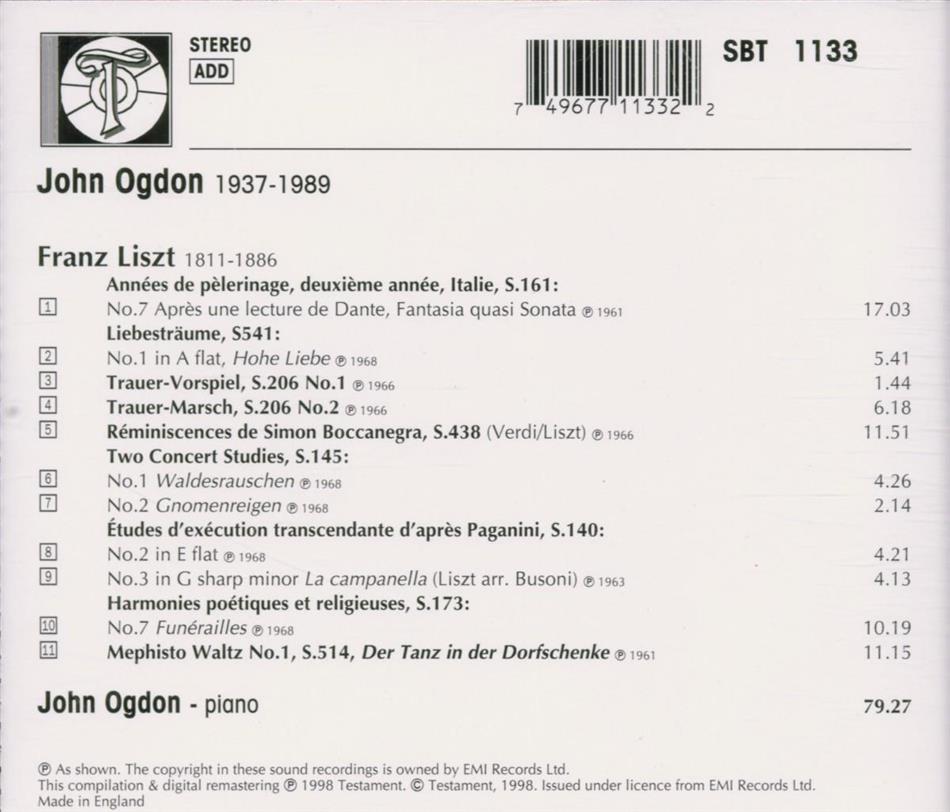 STEREO
ADD
SBT 1133
7 49677 11332 2
John Ogdon 1937-1989
Franz Liszt 1811-1886
Années de pèlerinage, deuxième année, Italie, S.161:
1 No.7 Après une lecture de Dante, Fantasia quasi Sonata ℗ 1961 17.03
Liebesträume, S541:
2 No.1 in A flat, Hohe Liebe ℗ 1968 5.41
3 Trauer-Vorspiel, S.206 No.1 ℗ 1966 1.44
4 Trauer-Marsch, S.206 No.2 ℗ 1966 6.18
5 Réminiscences de Simon Boccanegra, S.438 (Verdi/Liszt) ℗ 1966 11.51
Two Concert Studies, S.145:
6 No.1 Waldesrauschen ℗ 1968 4.26
7 No.2 Gnomenreigen ℗ 1968 2.14
Études d'exécution transcendante d'après Paganini, S.140:
8 No.2 in E flat ℗ 1968 4.21
9 No.3 in G sharp minor La campanella (Liszt arr. Busoni) ℗ 1963 4.13
Harmonies poétiques et religieuses, S.173:
10 No.7 Funérailles ℗ 1968 10.19
11 Mephisto Waltz No.1, S.514, Der Tanz in der Dorfschenke ℗ 1961 11.15
John Ogdon - piano 79.27
℗ As shown. The copyright in these sound recordings is owned by EMI Records Ltd.
This compilation & digital remastering ℗ 1998 Testament. © Testament, 1998. Issued under licence from EMI Records Ltd.
Made in England